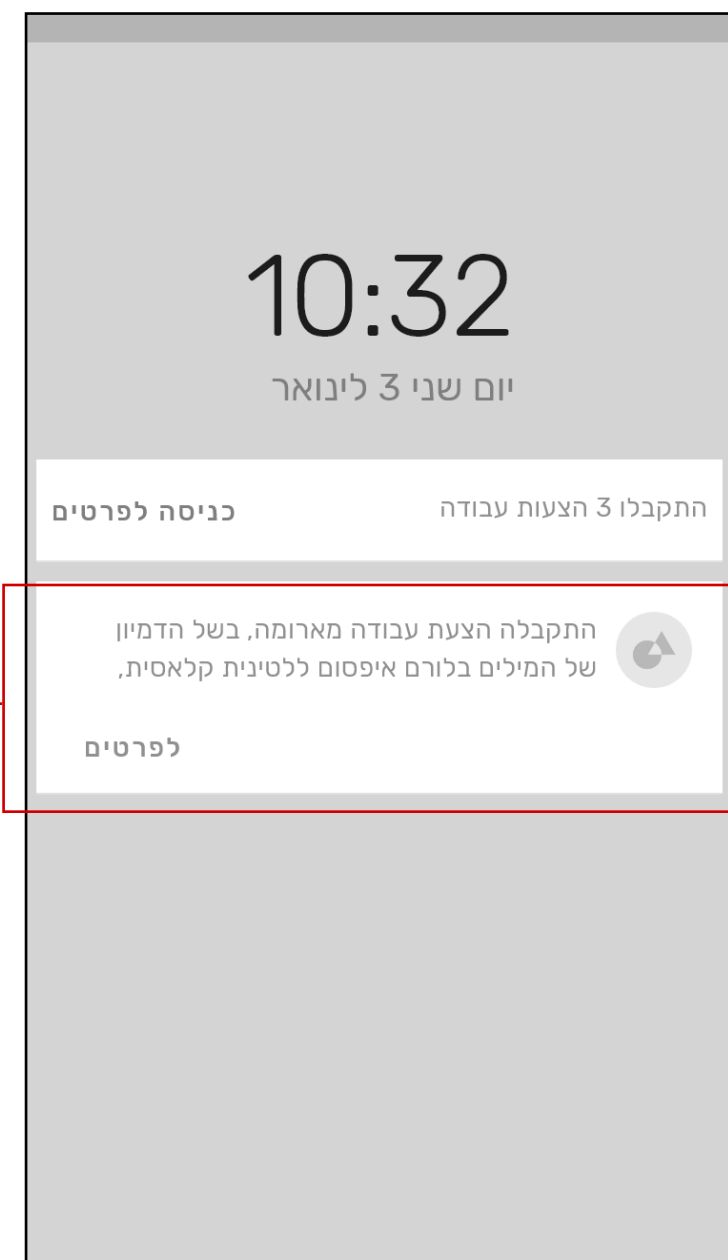 10:32
יום שני 3 לינואר
התקבלו 3 הצעות עבודה
כניסה לפרטים
התקבלה הצעת עבודה מארומה, בשל הדמיון
של המילים בלורם איפסום ללטינית קלאסית,
לפרטים